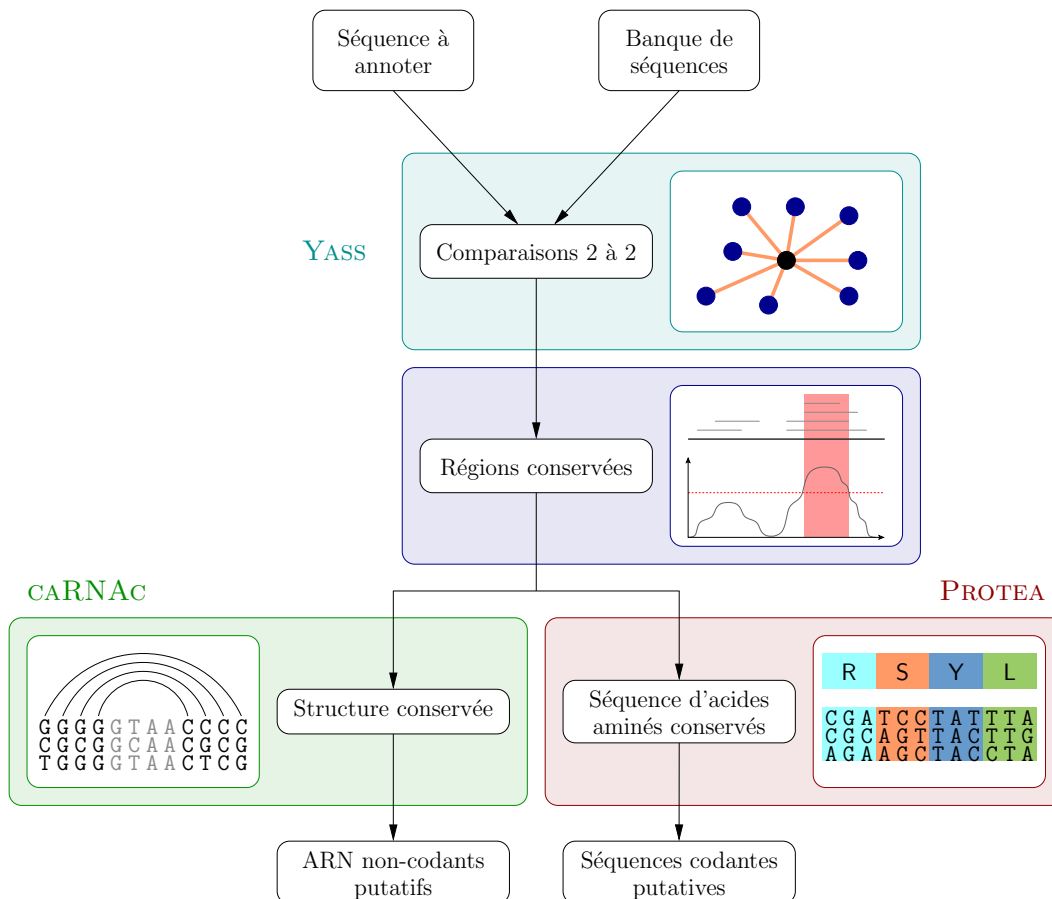 Séquence à
annoter
Banque de
séquences
YASS
Comparaisons 2 à 2
Régions conservées
CARNAC
PROTEA
GGGGGTAACCCC
CGCGGCAACGCG
TGGGGTAACTCG
Structure conservée
Séquence d'acides
aminés conservés
R S Y L
CGATCCTATTTA
CGCAGTTACTTG
AGAAGCTACCTA
ARN non-codants
putatifs
Séquences codantes
putatives